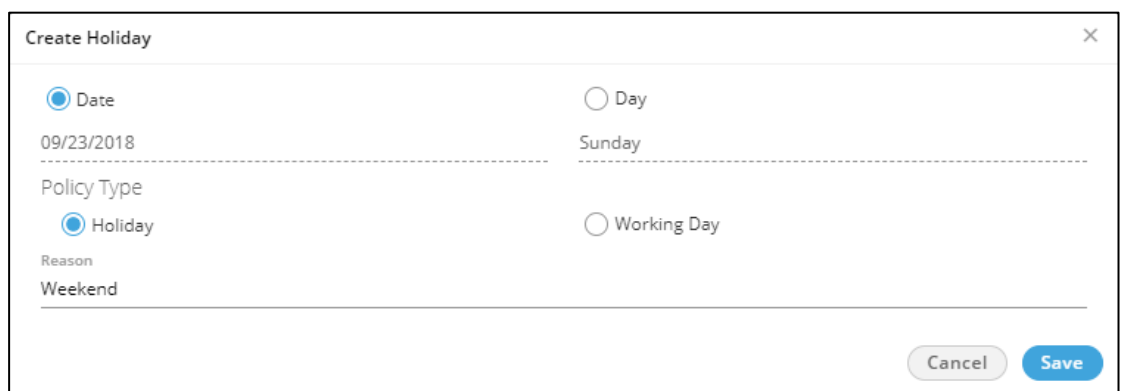 Create Holiday
Date
Day
09/23/2018
Sunday
Policy Type
Holiday
Working Day
Reason
Weekend
Cancel
Save